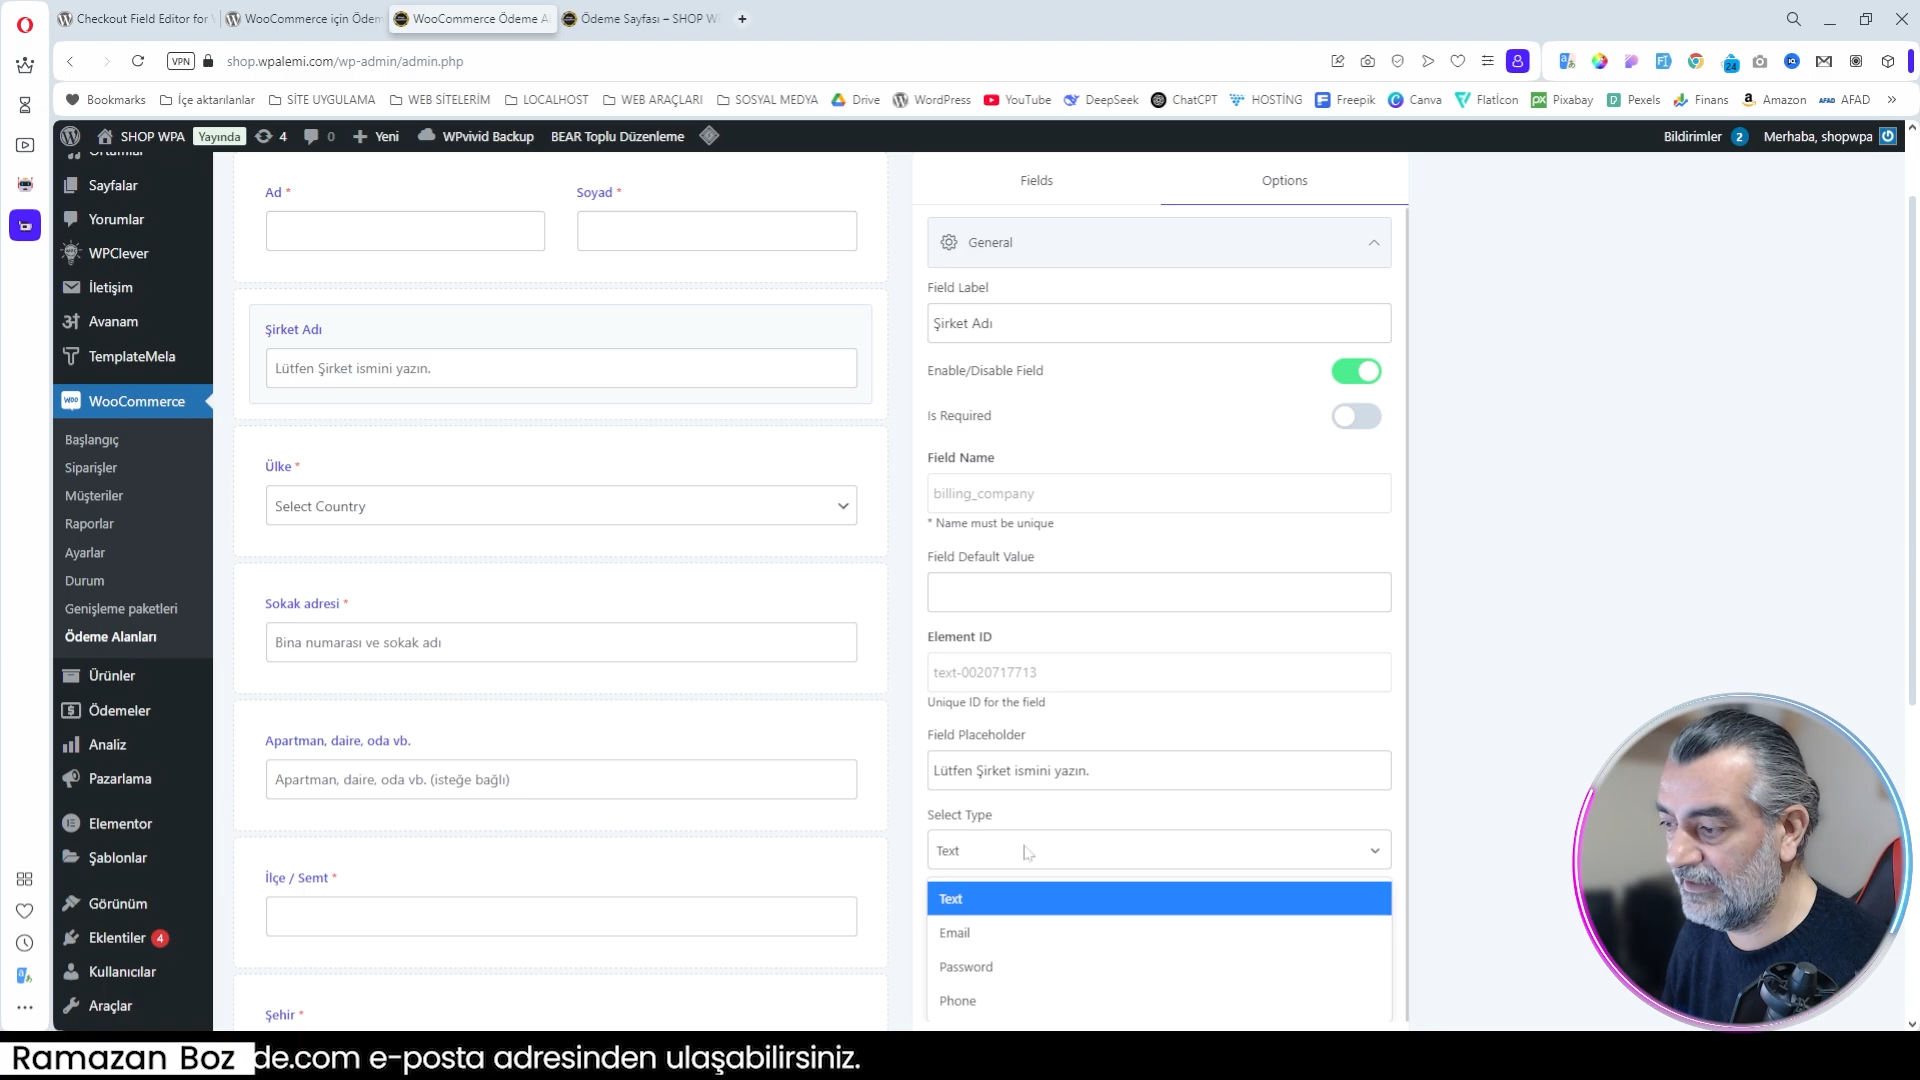 Checkout Field Editor for
WooCommerce için Ödem
WooCommerce Ödeme A
Ödeme Sayfası – SHOP W
VPN
shop.wpalemi.com/wp-admin/admin.php
Bookmarks
İçe aktarılanlar
SİTE UYGULAMA
WEB SİTELERİM
LOCALHOST
WEB ARAÇLARI
SOSYAL MEDYA
Drive
WordPress
YouTube
DeepSeek
ChatCPT
HOSTİNG
Freepik
Canva
FlatIcon
Pixabay
Pexels
Finans
Amazon
AFAD
AFAD
24
SHOP WPA
Yayında
4
0
Yeni
WPvivid Backup
BEAR Toplu Düzenleme
Bildirimler 2
Merhaba, shopwpa
Ortamlar
Sayfalar
Yorumlar
WPClever
İletişim
Avanam
TemplateMela
WooCommerce
Başlangıç
Siparişler
Müşteriler
Raporlar
Ayarlar
Durum
Genişleme paketleri
Ödeme Alanları
Ürünler
Ödemeler
Analiz
Pazarlama
Elementor
Şablonlar
Görünüm
Eklentiler 4
Kullanıcılar
Araçlar
Ad *
Soyad *
Şirket Adı
Lütfen Şirket ismini yazın.
Ülke *
Select Country
Sokak adresi *
Bina numarası ve sokak adı
Apartman, daire, oda vb.
Apartman, daire, oda vb. (isteğe bağlı)
İlçe / Semt *
Şehir *
Fields
Options
General
Field Label
Şirket Adı
Enable/Disable Field
Is Required
Field Name
billing_company
* Name must be unique
Field Default Value
Element ID
text-0020717713
Unique ID for the field
Field Placeholder
Lütfen Şirket ismini yazın.
Select Type
Text
Text
Email
Password
Phone
Ramazan Boz
de.com e-posta adresinden ulaşabilirsiniz.